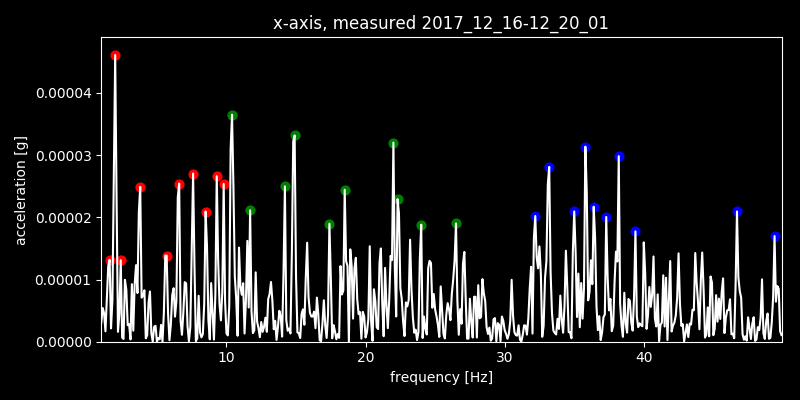 x-axis, measured 2017_12_16-12_20_01
acceleration [g]
0.00004
0.00003
0.00002
0.00001
0.00000
10 20 30 40
frequency [Hz]